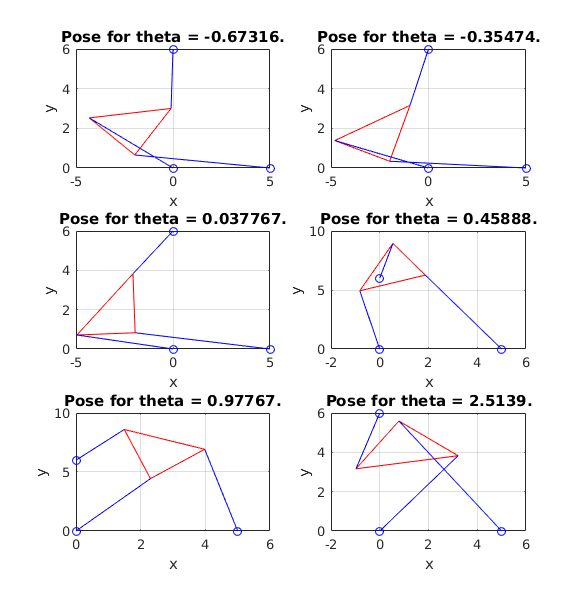 Pose for theta = -0.67316.
6
4
2
0
y
-5
0
5
x
Pose for theta = -0.35474.
6
4
2
0
y
-5
0
5
x
Pose for theta = 0.037767.
6
4
2
0
y
-5
0
5
x
Pose for theta = 0.45888.
10
5
0
y
-2
0
2
4
6
x
Pose for theta = 0.97767.
10
5
0
y
0
2
4
6
x
Pose for theta = 2.5139.
6
4
2
0
y
-2
0
2
4
6
x